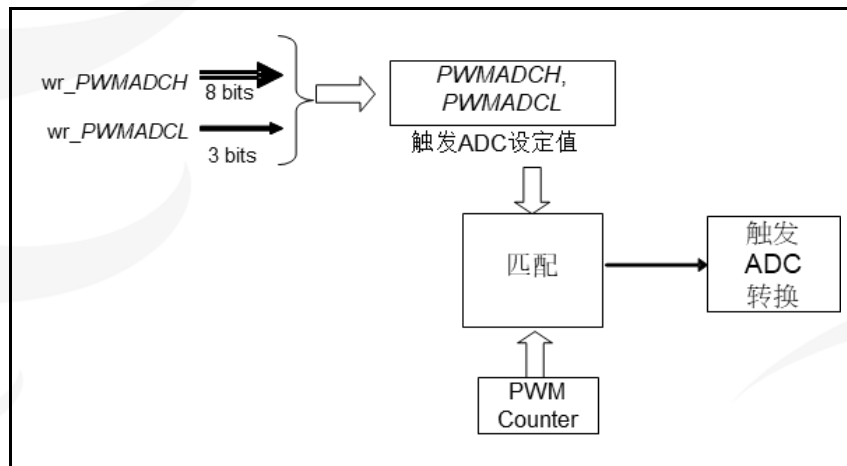 wr_PWMADCH
8 bits
wr_PWMADCL
3 bits
PWMADCH,
PWMADCL
触发ADC设定值
匹配
触发
ADC
转换
PWM
Counter